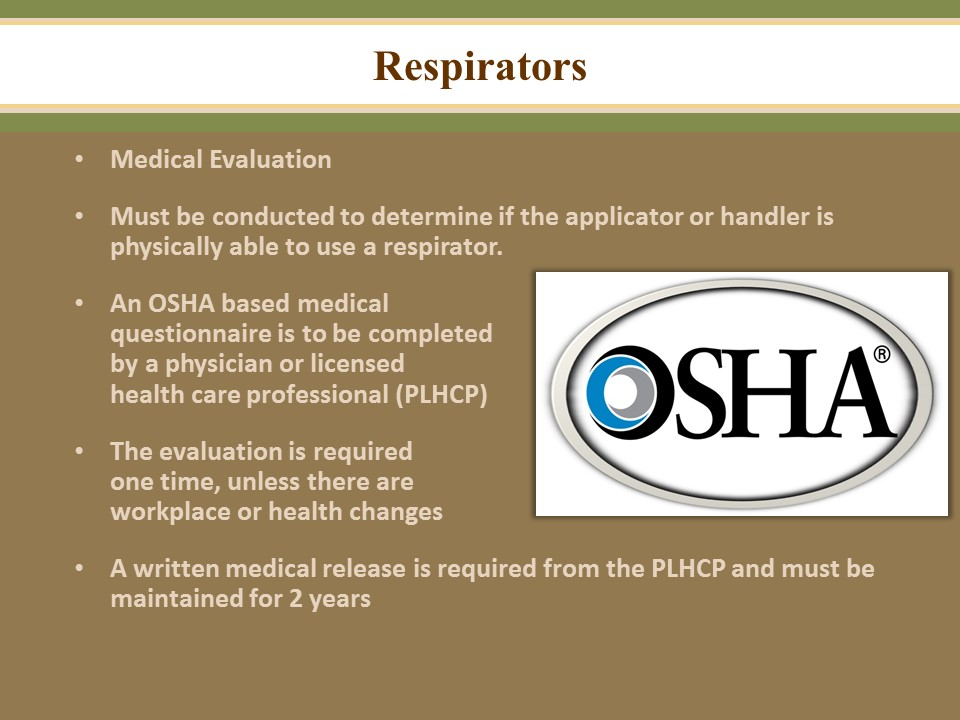 Respirators
• Medical Evaluation
• Must be conducted to determine if the applicator or handler is
physically able to use a respirator.
• An OSHA based medical
questionnaire is to be completed
by a physician or licensed
health care professional (PLHCP)
OSHA®
• The evaluation is required
one time, unless there are
workplace or health changes
• A written medical release is required from the PLHCP and must be
maintained for 2 years